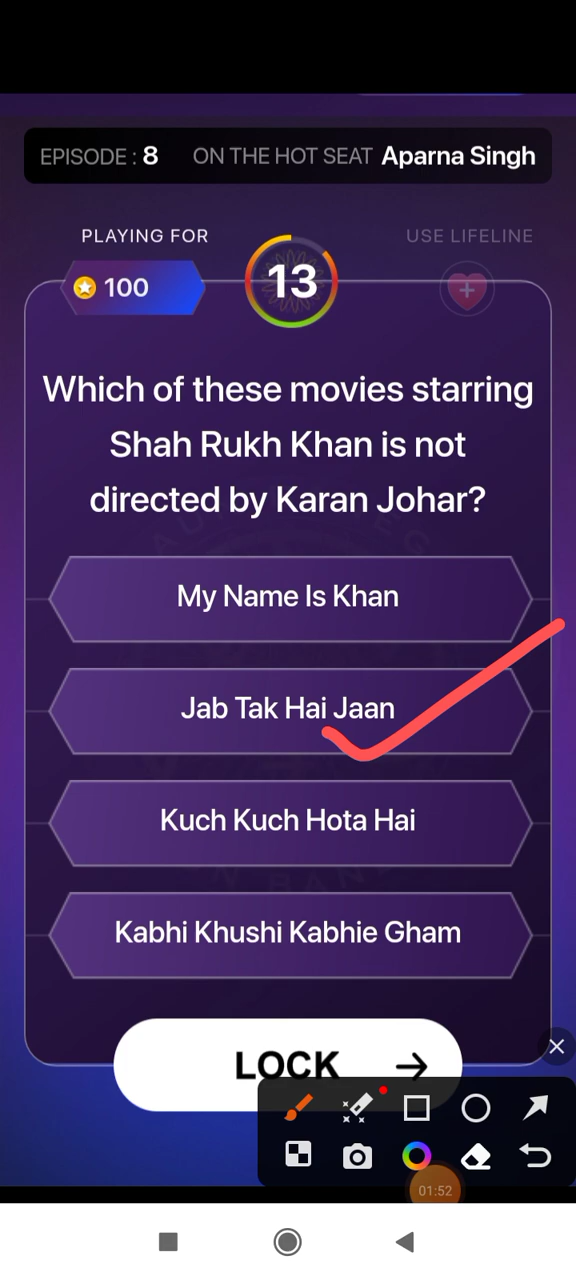 EPISODE : 8 ON THE HOT SEAT Aparna Singh
PLAYING FOR
USE LIFELINE
100
13
Which of these movies starring
Shah Rukh Khan is not
directed by Karan Johar?
My Name Is Khan
Jab Tak Hai Jaan
Kuch Kuch Hota Hai
Kabhi Khushi Kabhie Gham
LOCK
01:52